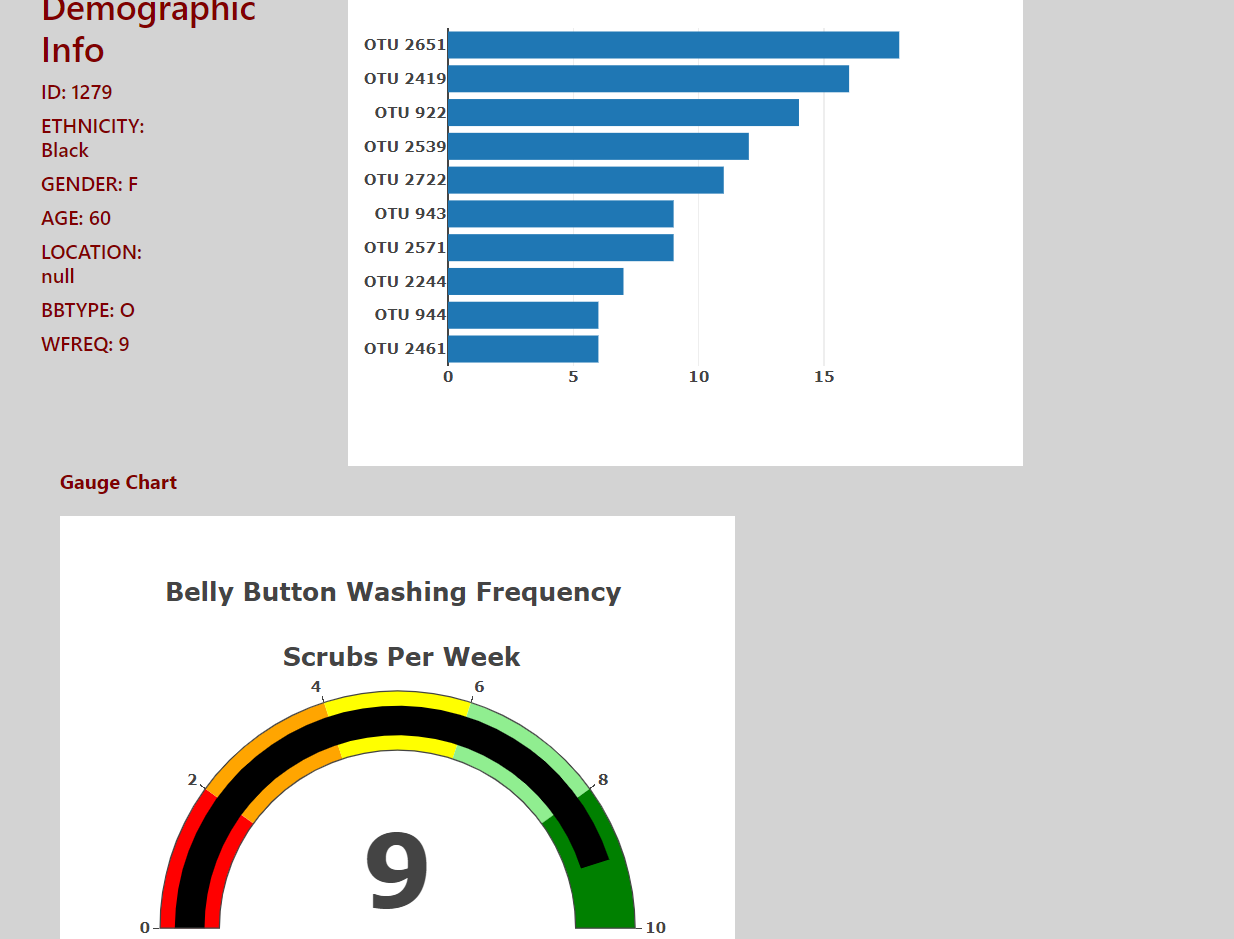 Demographic
Info
ID: 1279
ETHNICITY:
Black
GENDER: F
AGE: 60
LOCATION:
null
BBTYPE: O
WFREQ: 9
OTU 2651
OTU 2419
OTU 922
OTU 2539
OTU 2722
OTU 943
OTU 2571
OTU 2244
OTU 944
OTU 2461
0 5 10 15
Gauge Chart
Belly Button Washing Frequency
Scrubs Per Week
4 6
2 8
9
0 10